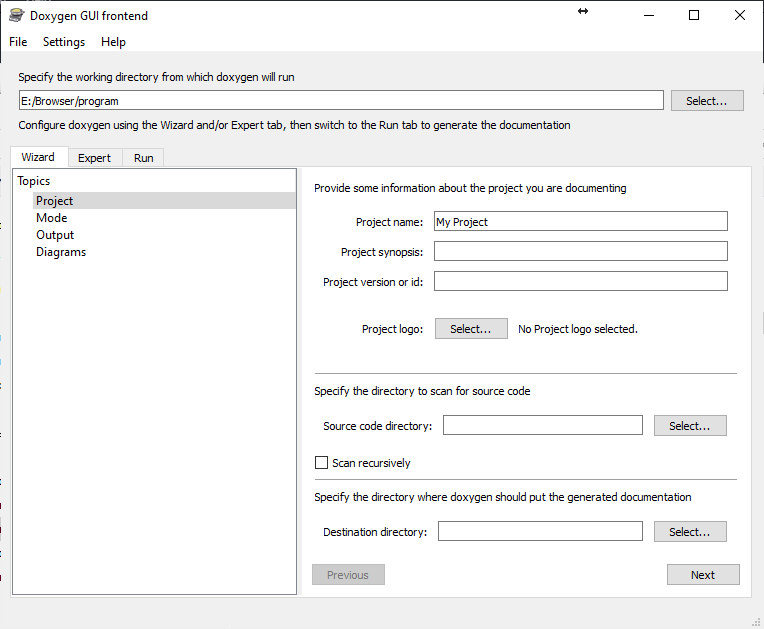 Doxygen GUI frontend
File Settings Help
Specify the working directory from which doxygen will run
E:/Browser/program
Select...
Configure doxygen using the Wizard and/or Expert tab, then switch to the Run tab to generate the documentation
Wizard Expert Run
Topics
Project
Mode
Output
Diagrams
Provide some information about the project you are documenting
Project name: My Project
Project synopsis:
Project version or id:
Project logo: Select... No Project logo selected.
Specify the directory to scan for source code
Source code directory: Select...
Scan recursively
Specify the directory where doxygen should put the generated documentation
Destination directory: Select...
Previous Next